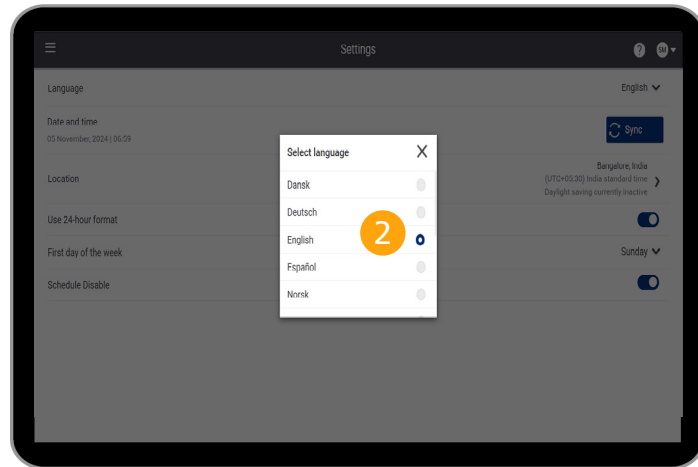 Settings
? SM
Language
English
Date and time
05 November, 2024 | 06:09
Sync
Select language X
Dansk
Deutsch
English
2
Español
Norsk
Location
Bangalore, India
(UTC+05:30) India standard time
Daylight saving currently inactive
Use 24-hour format
First day of the week
Sunday
Schedule Disable